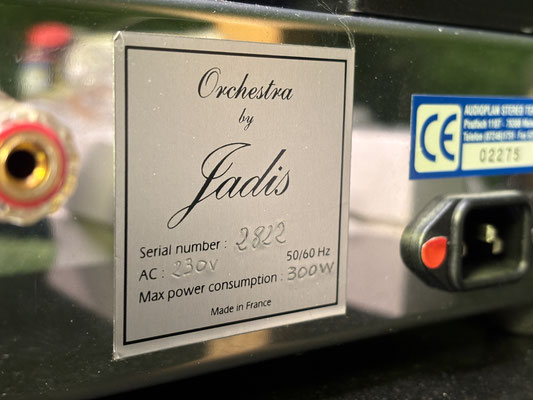 Orchestra
by
Jadis
Serial number : 2822
AC : 230V 50/60 Hz
Max power consumption : 300W
Made in France
AUDIOPLAN STEREO
CE
02275